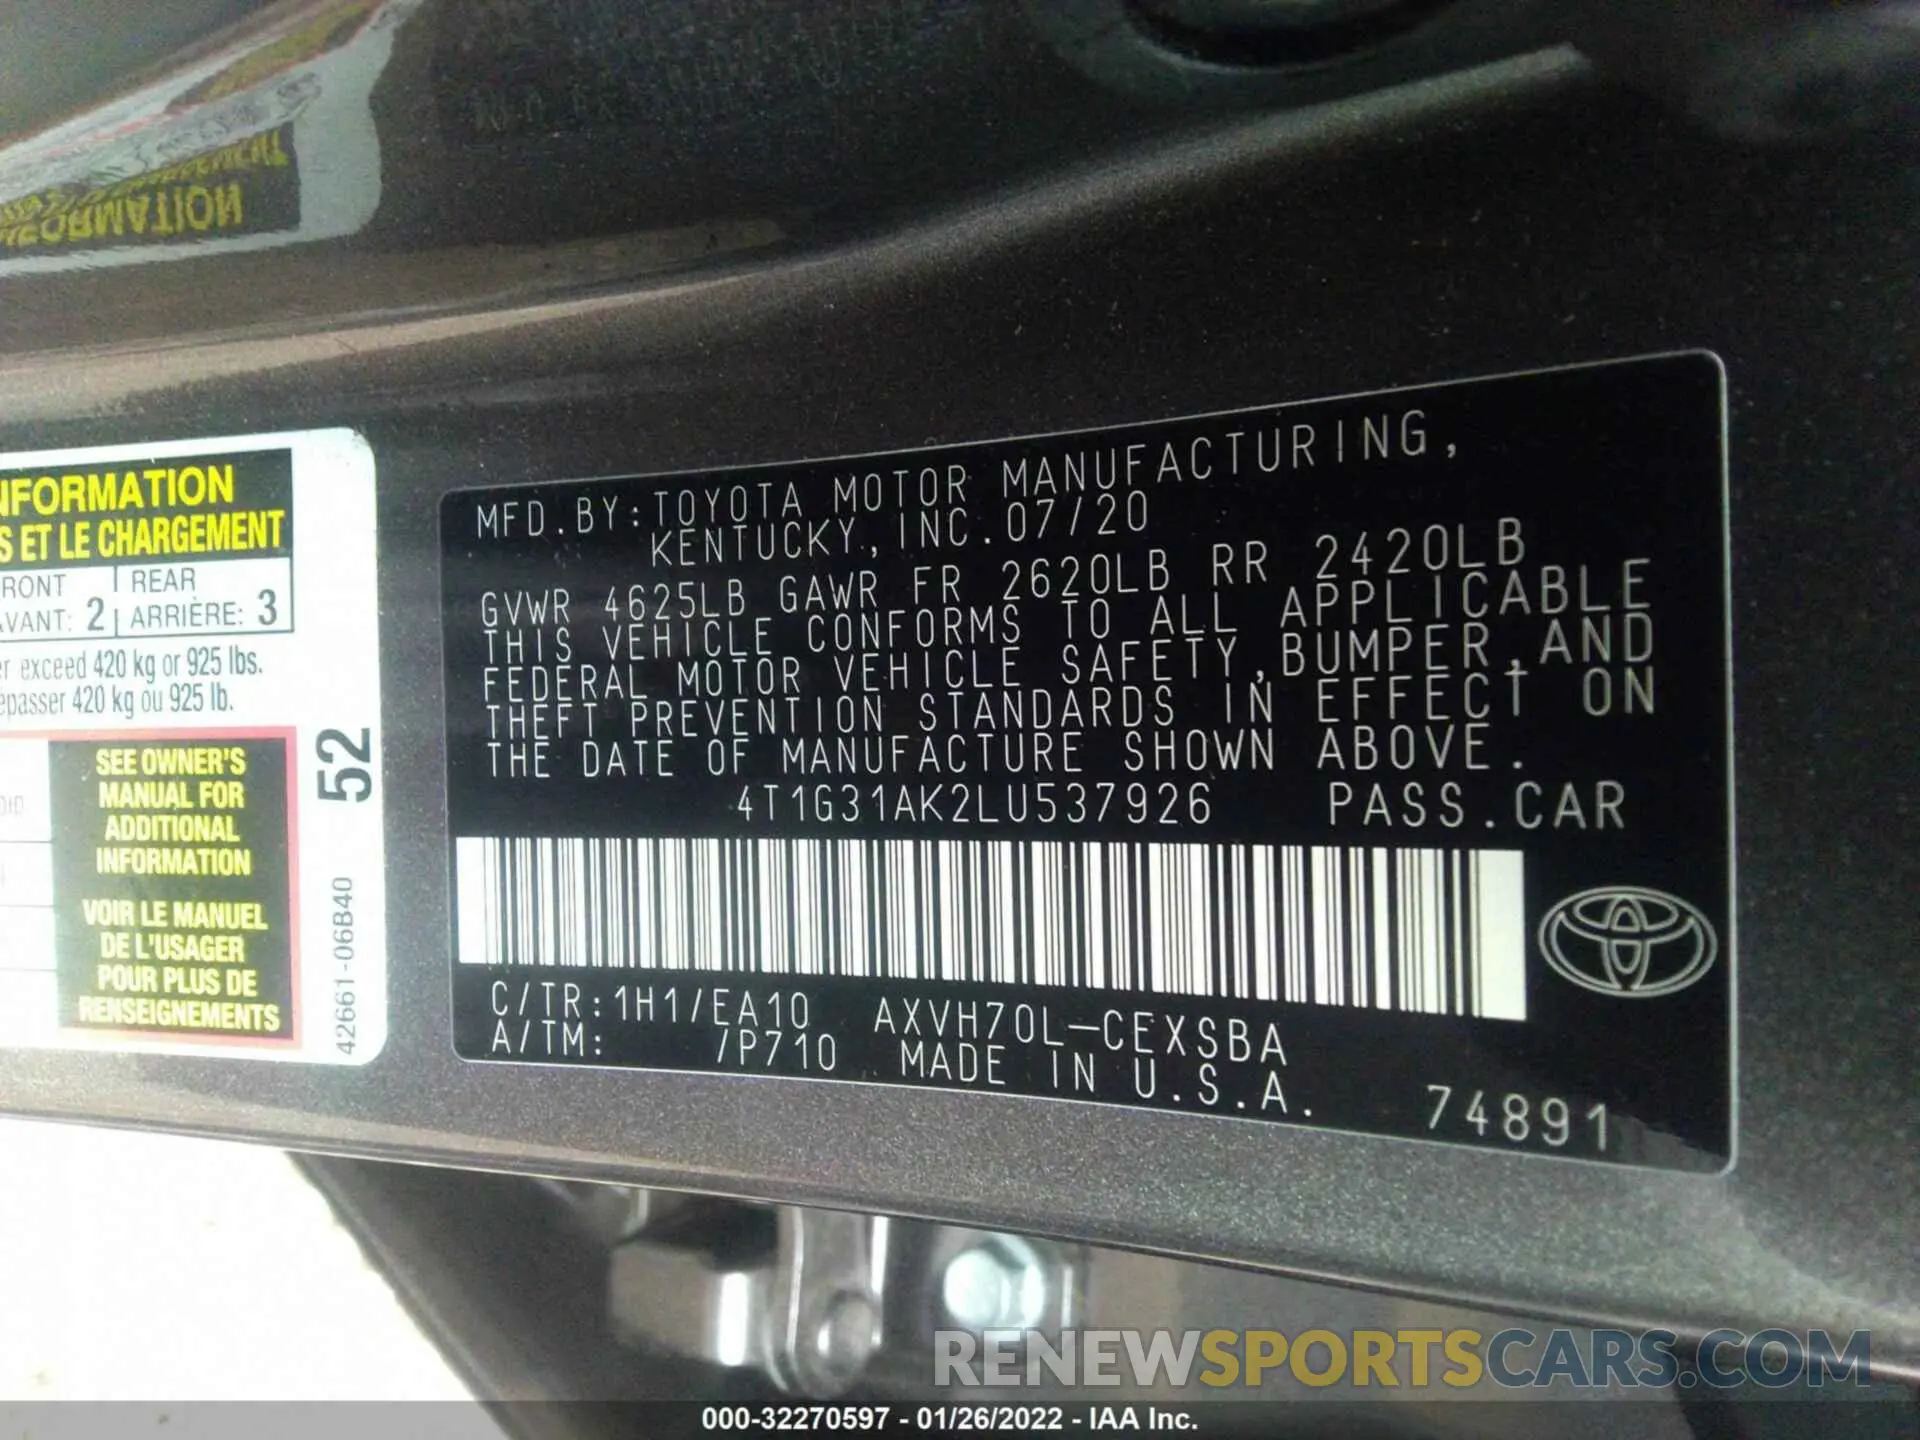 NFORMATION
S ET LE CHARGEMENT
RONT REAR
VANT: 2 ARRIÈRE: 3
r exceed 420 kg or 925 lbs.
épasser 420 kg ou 925 lb.
SEE OWNER'S
MANUAL FOR
ADDITIONAL
INFORMATION
VOIR LE MANUEL
DE L'USAGER
POUR PLUS DE
RENSEIGNEMENTS
52
42661-06B40
MFD.BY:TOYOTA MOTOR MANUFACTURING,
KENTUCKY,INC.07/20
GVWR 4625LB GAWR FR 2620LB RR 2420LB
THIS VEHICLE CONFORMS TO ALL APPLICABLE
FEDERAL MOTOR VEHICLE SAFETY,BUMPER,AND
THEFT PREVENTION STANDARDS IN EFFECT ON
THE DATE OF MANUFACTURE SHOWN ABOVE.
4T1G31AK2LU537926 PASS.CAR
C/TR:1H1/EA10 AXVH70L-CEXSBA
A/TM: /P710 MADE IN U.S.A.
74891
RENEWSPORTSCARS.COM
000-32270597 - 01/26/2022 - IAA Inc.